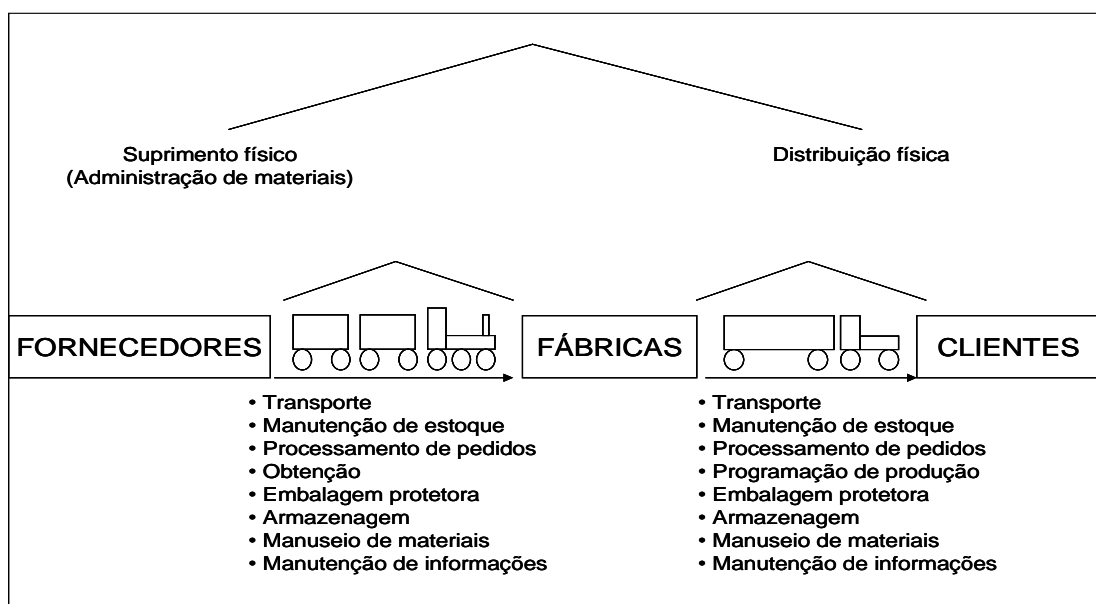 Suprimento físico
(Administração de materiais)
Distribuição física
FORNECEDORES
FÁBRICAS
CLIENTES
• Transporte
• Manutenção de estoque
• Processamento de pedidos
• Obtenção
• Embalagem protetora
• Armazenagem
• Manuseio de materiais
• Manutenção de informações
• Transporte
• Manutenção de estoque
• Processamento de pedidos
• Programação de produção
• Embalagem protetora
• Armazenagem
• Manuseio de materiais
• Manutenção de informações